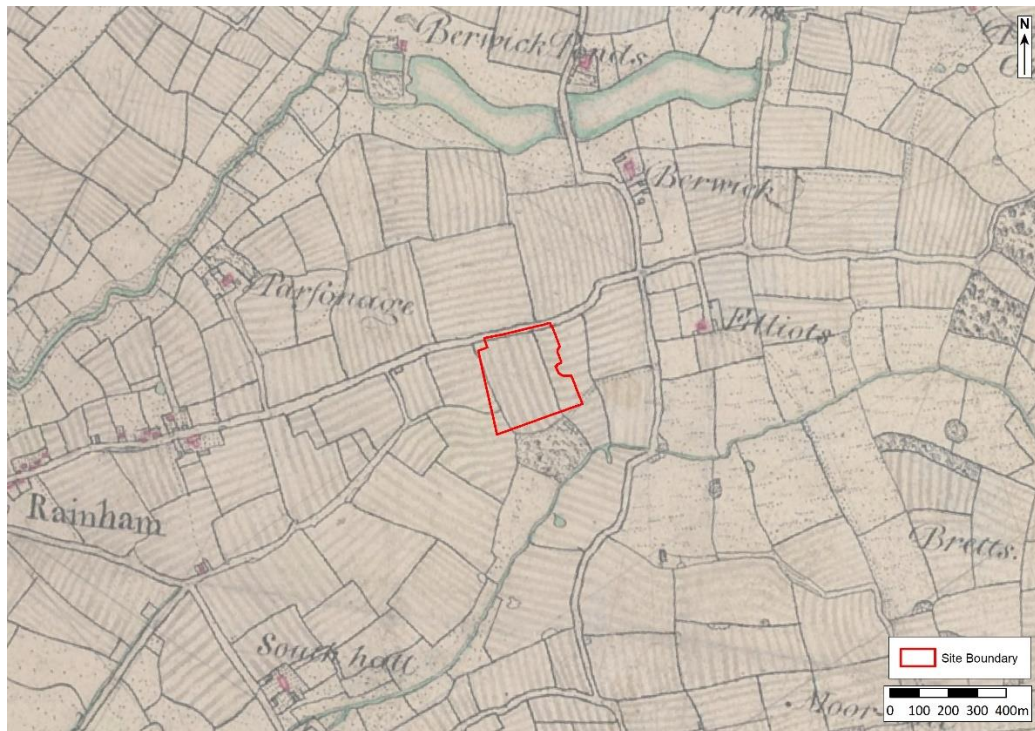 N
Berwick Ponds
Berwick
Parsonage
Elliots
Rainham
Bretts.
South hall
Site Boundary
0 100 200 300 400m